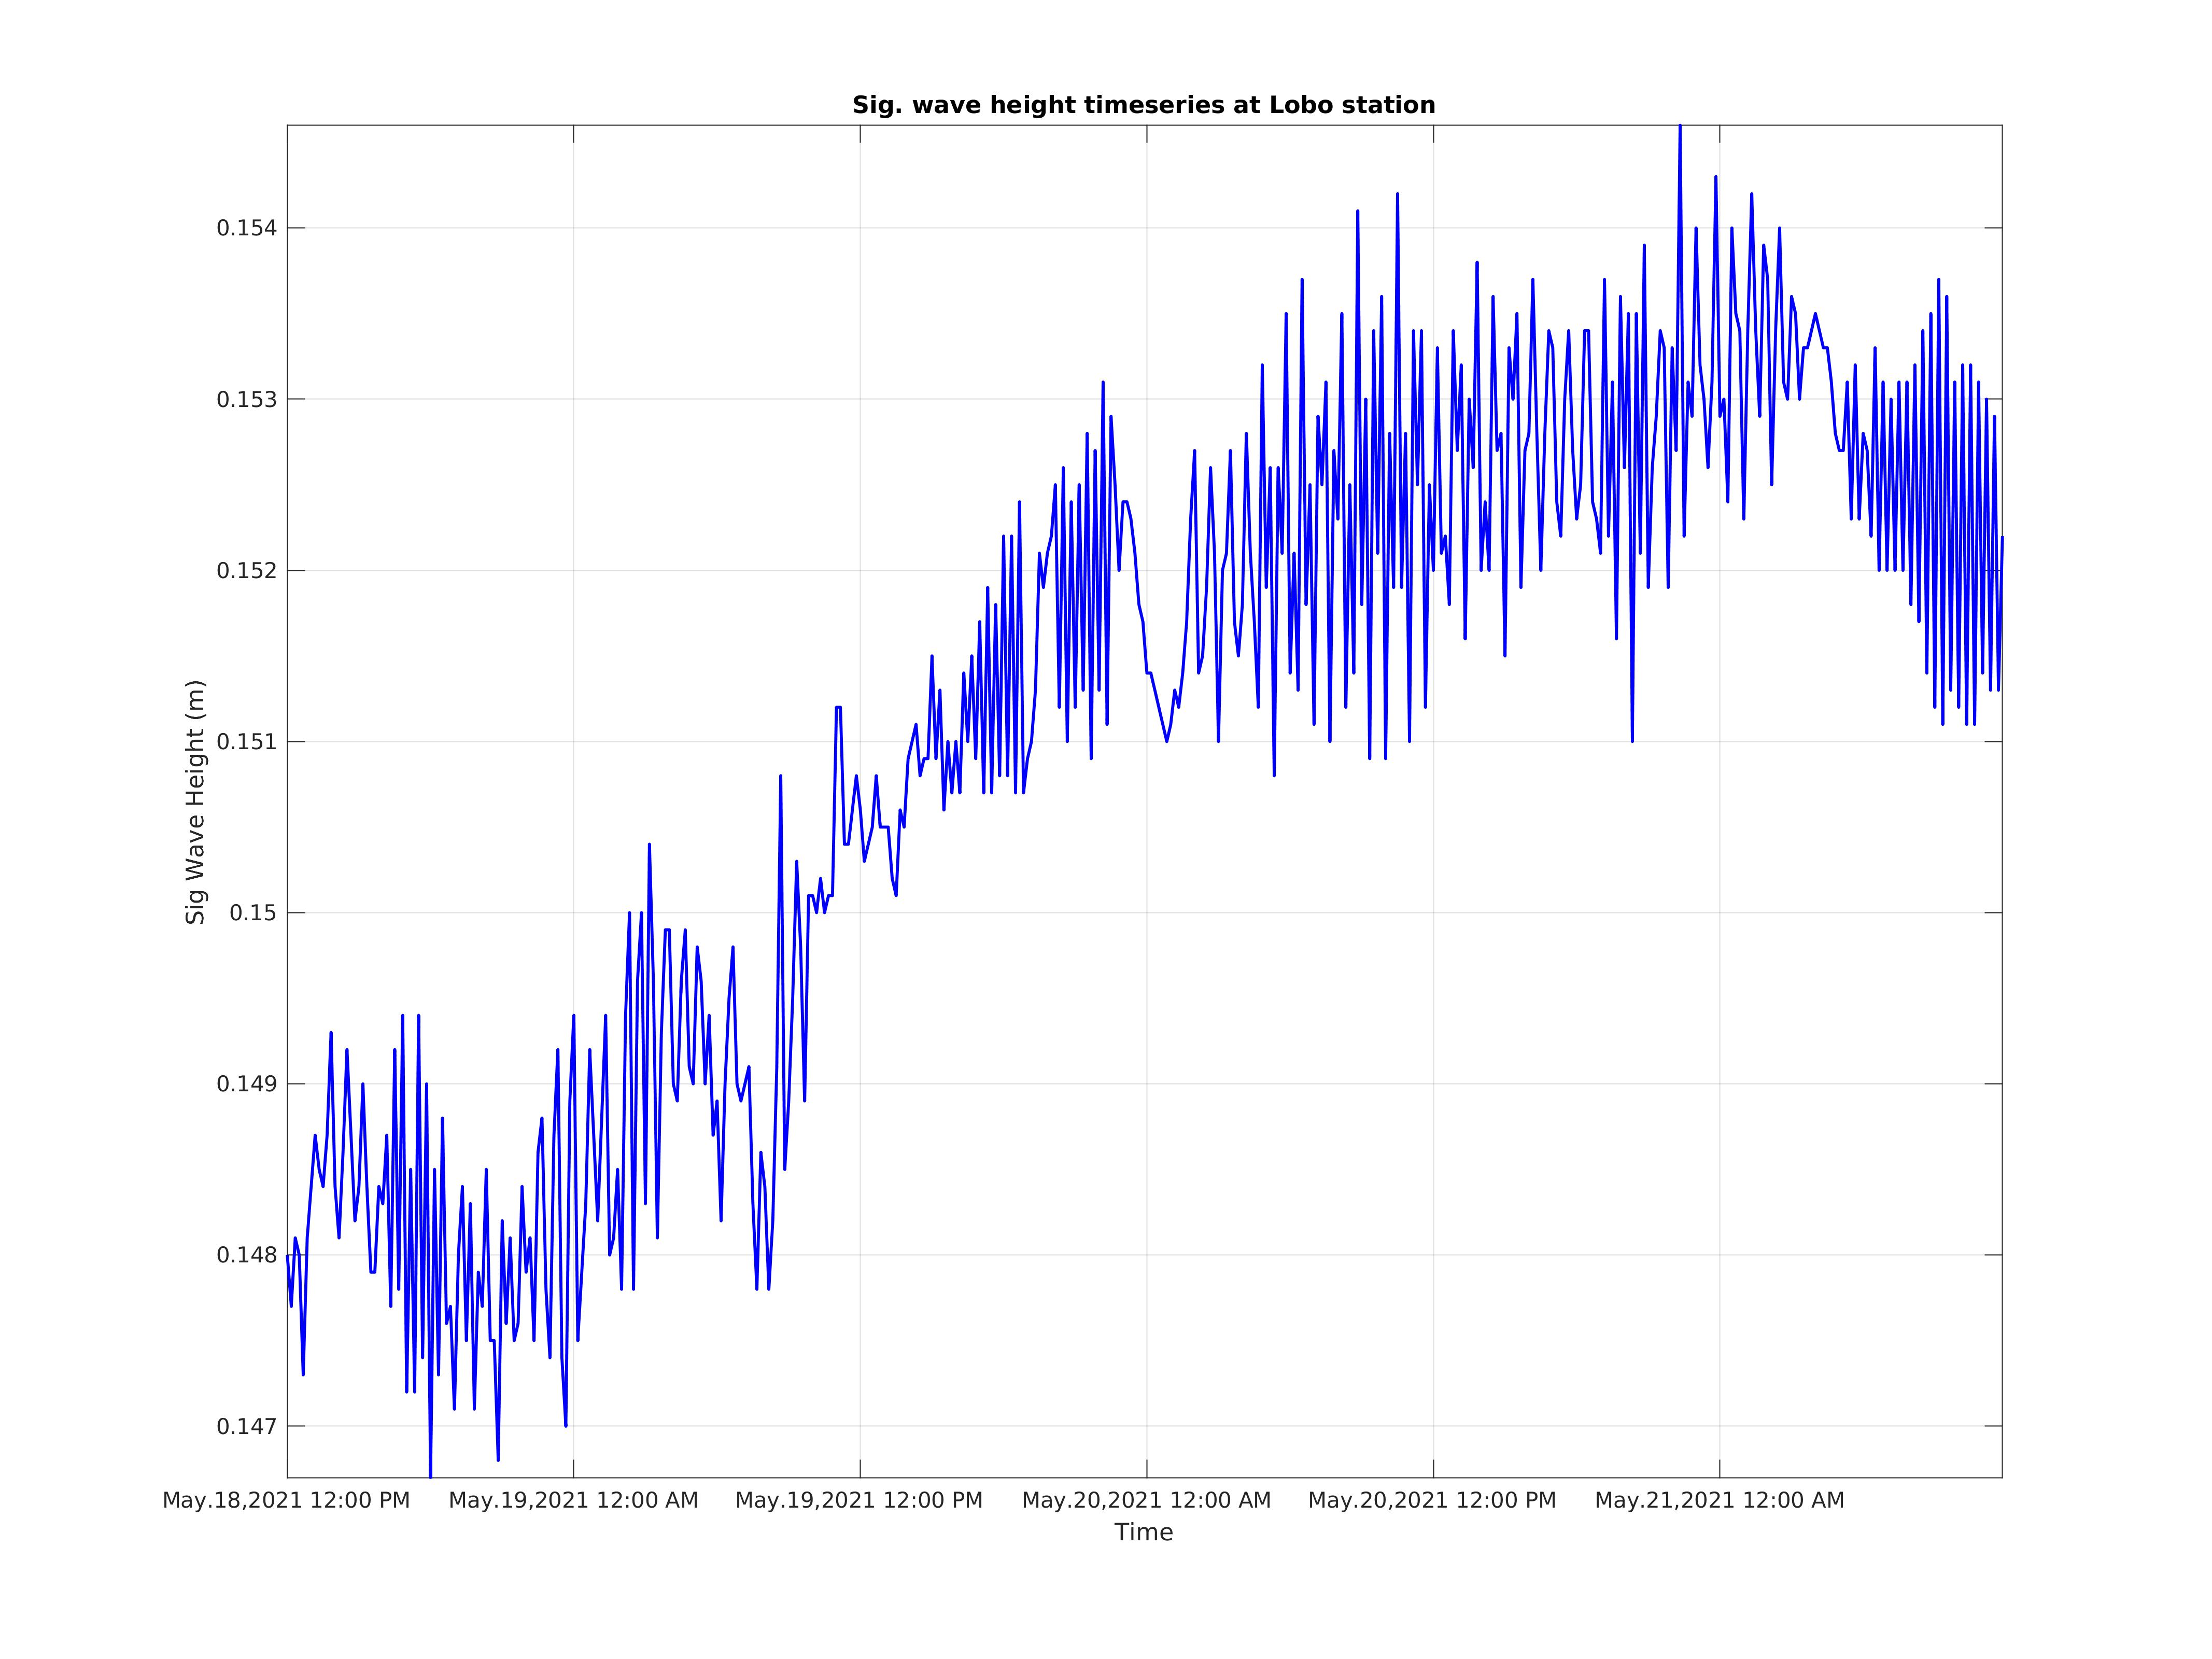 Sig. wave height timeseries at Lobo station
0.154
0.153
0.152
0.151
0.15
0.149
0.148
0.147
Sig Wave Height (m)
May.18,2021 12:00 PM May.19,2021 12:00 AM May.19,2021 12:00 PM May.20,2021 12:00 AM May.20,2021 12:00 PM May.21,2021 12:00 AM
Time